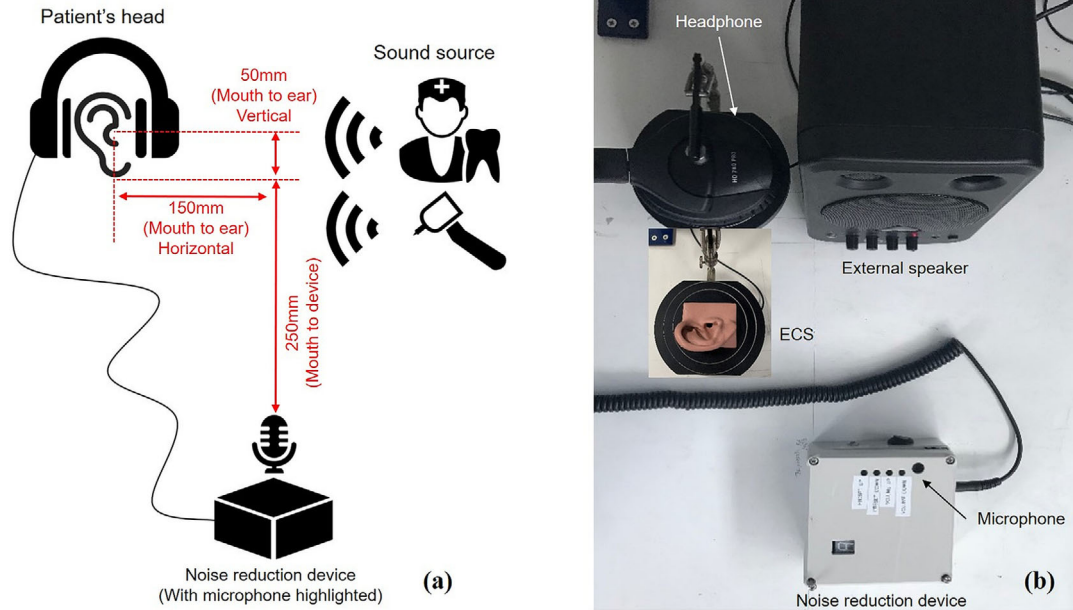 Patient's head
Sound source
50mm
(Mouth to ear)
Vertical
150mm
(Mouth to ear)
Horizontal
250mm
(Mouth to device)
Noise reduction device
(With microphone highlighted)
(a)
Headphone
External speaker
ECS
Microphone
Noise reduction device
(b)